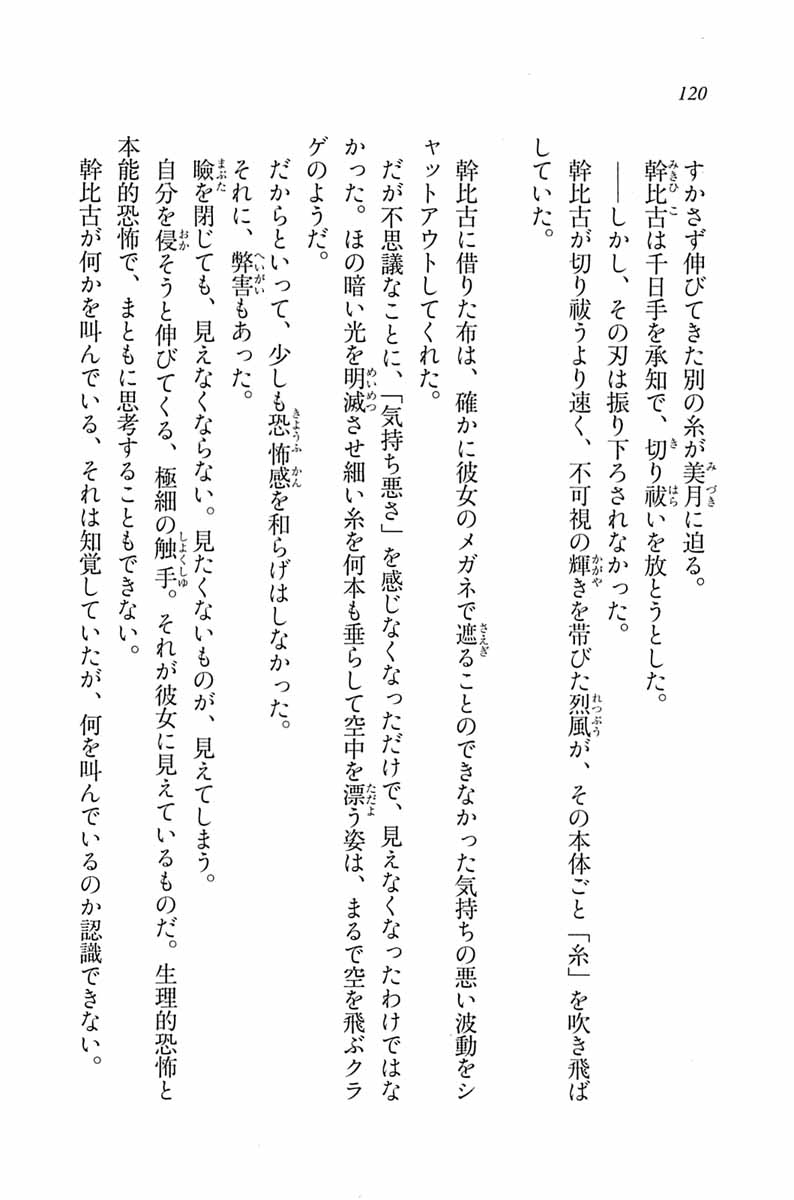 120
すかさず伸びてきた別の糸が美月に迫る。
幹比古は千日手を承知で、切り祓いを放とうとした。
――しかし、その刃は振り下ろされなかった。
幹比古が切り祓うより速く、不可視の輝きを帯びた烈風が、その本体ごと「糸」を吹き飛ば
していた。
幹比古に借りた布は、確かに彼女のメガネで遮ることのできなかった気持ちの悪い波動をシ
ャットアウトしてくれた。
だが不思議なことに、「気持ち悪さ」を感じなくなっただけで、見えなくなったわけではな
かった。ほの暗い光を明滅させ細い糸を何本も垂らして空中を漂う姿は、まるで空を飛ぶクラ
ゲのようだ。
だからといって、少しも恐怖感を和らげはしなかった。
それに、弊害もあった。
瞼を閉じても、見えなくならない。見たくないものが、見えてしまう。
自分を侵そうと伸びてくる、極細の触手。それが彼女に見えているものだ。生理的恐怖と
本能的恐怖で、まともに思考することもできない。
幹比古が何かを叫んでいる、それは知覚していたが、何を叫んでいるのか認識できない。